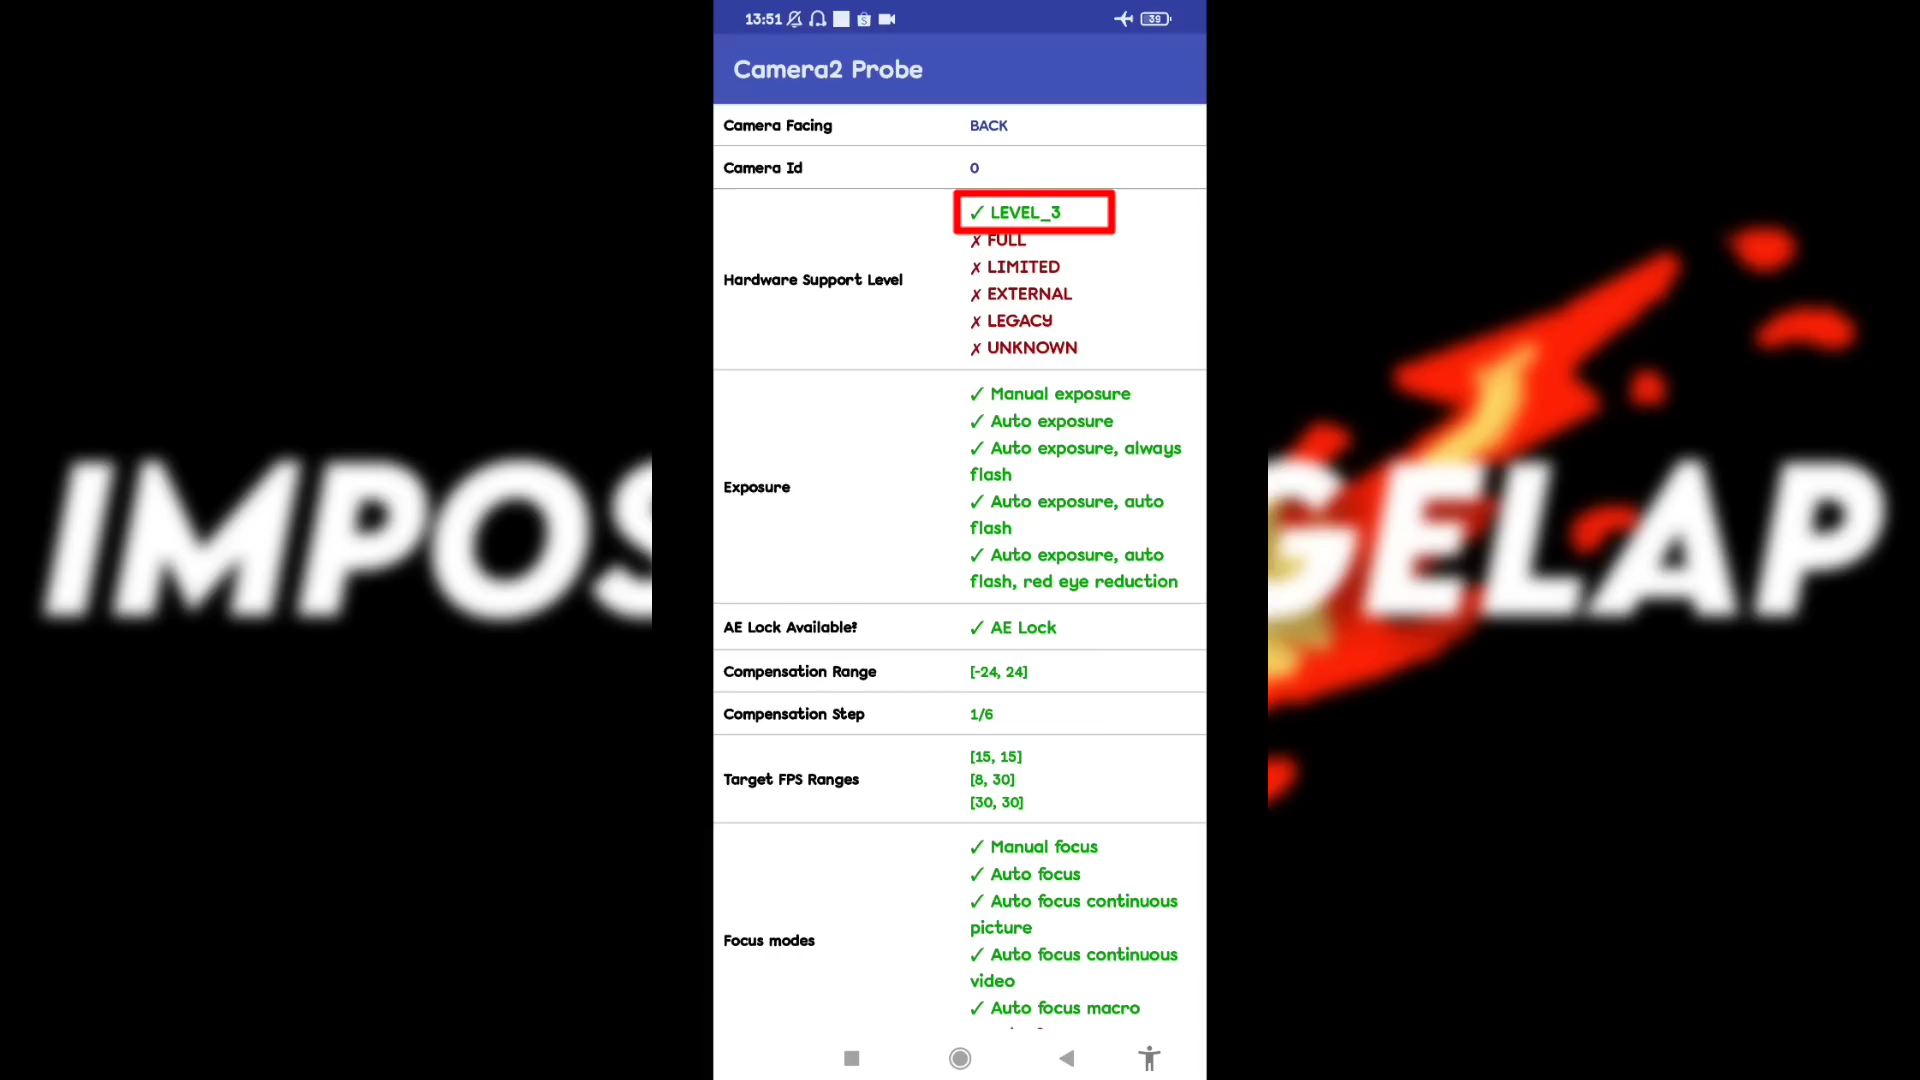 13:51
39
Camera2 Probe
Camera Facing BACK
Camera Id 0
Hardware Support Level
✓ LEVEL_3
✗ FULL
✗ LIMITED
✗ EXTERNAL
✗ LEGACY
✗ UNKNOWN
Exposure
✓ Manual exposure
✓ Auto exposure
✓ Auto exposure, always
flash
✓ Auto exposure, auto
flash
✓ Auto exposure, auto
flash, red eye reduction
AE Lock Available? ✓ AE Lock
Compensation Range [-24, 24]
Compensation Step 1/6
Target FPS Ranges
[15, 15]
[8, 30]
[30, 30]
Focus modes
✓ Manual focus
✓ Auto focus
✓ Auto focus continuous
picture
✓ Auto focus continuous
video
✓ Auto focus macro
IMPOS
GELAP